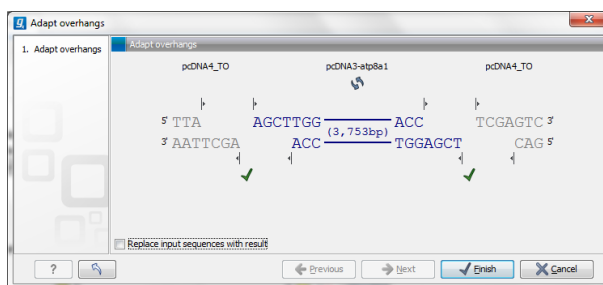 Adapt overhangs
1. Adapt overhangs
Adapt overhangs
pcDNA4_TO pcDNA3-atp8a1 pcDNA4_TO
5' TTA AGCTTGG ACC TCGAGTC 3'
(3,753bp)
3' AATTCGA ACC TGGAGCT CAG 5'
Replace input sequences with result
? Previous Next Finish Cancel